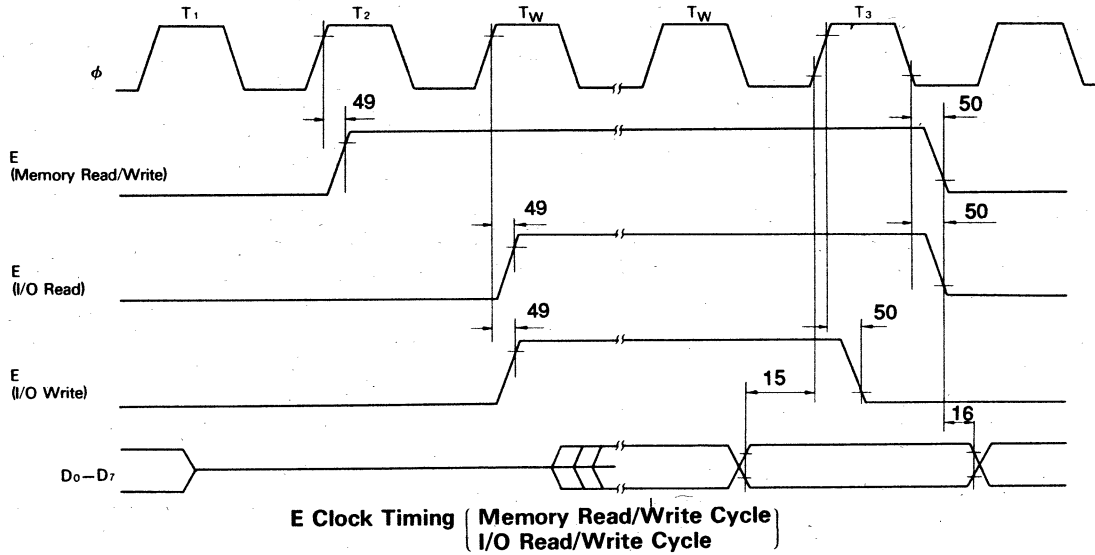 T1 T2 TW TW T3
φ
49 50
E
(Memory Read/Write)
49 50
E
(I/O Read)
49 50
E
(I/O Write)
15
16
D0—D7
E Clock Timing Memory Read/Write Cycle
I/O Read/Write Cycle